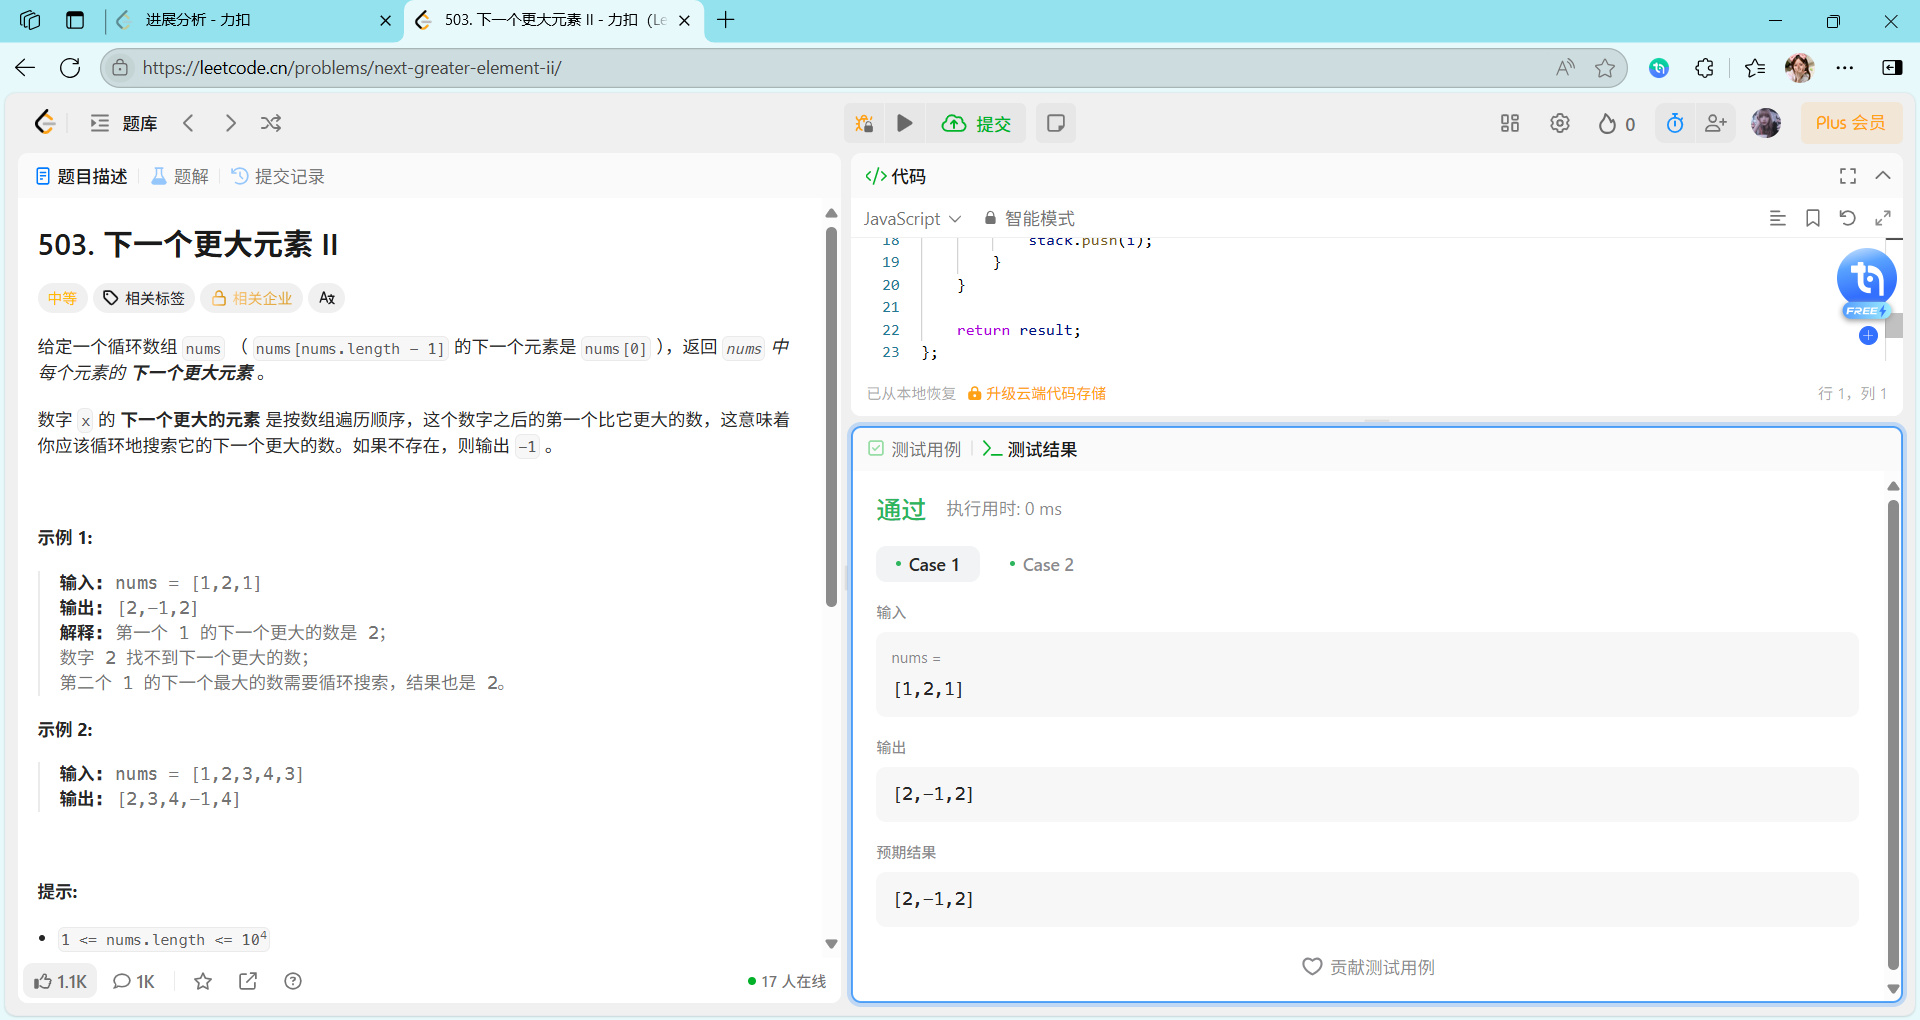 进展分析 - 力扣
503. 下一个更大元素 II - 力扣（Le
https://leetcode.cn/problems/next-greater-element-ii/
题库
提交
0
Plus 会员
题目描述
题解
提交记录
503. 下一个更大元素 II
中等
相关标签
相关企业
给定一个循环数组 nums （ nums[nums.length - 1] 的下一个元素是 nums[0] ），返回 nums 中
每个元素的 下一个更大元素 。
数字 x 的 下一个更大的元素 是按数组遍历顺序，这个数字之后的第一个比它更大的数，这意味着
你应该循环地搜索它的下一个更大的数。如果不存在，则输出 -1 。
示例 1:
输入: nums = [1,2,1]
输出: [2,-1,2]
解释: 第一个 1 的下一个更大的数是 2；
数字 2 找不到下一个更大的数；
第二个 1 的下一个最大的数需要循环搜索，结果也是 2。
示例 2:
输入: nums = [1,2,3,4,3]
输出: [2,3,4,-1,4]
提示:
1 <= nums.length <= 10⁴
1.1K
1K
17 人在线
代码
JavaScript
智能模式
18 stack.push(i);
19 }
20 }
21
22 return result;
23 };
FREE
已从本地恢复
升级云端代码存储
行 1，列 1
测试用例
测试结果
通过
执行用时: 0 ms
Case 1
Case 2
输入
nums =
[1,2,1]
输出
[2,-1,2]
预期结果
[2,-1,2]
贡献测试用例